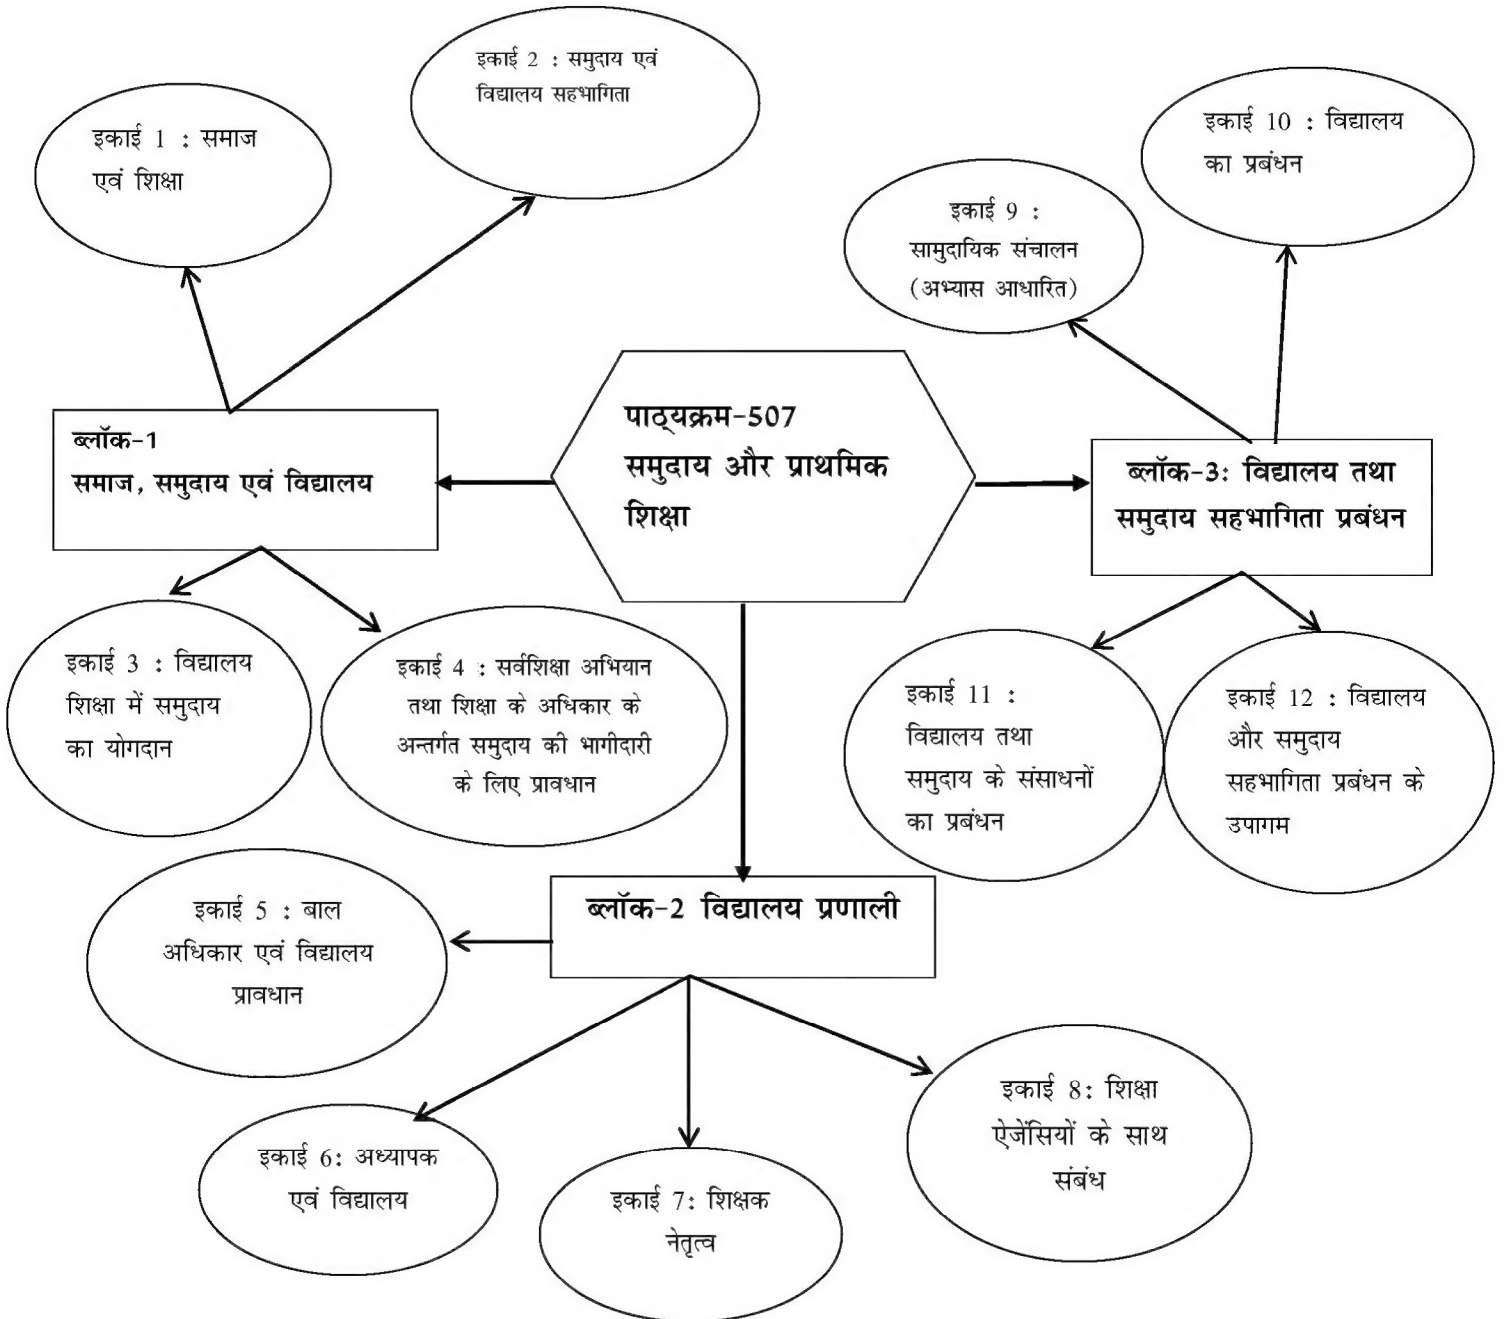 इकाई 2 : समुदाय एवं
विद्यालय सहभागिता
इकाई 1 : समाज
एवं शिक्षा
इकाई 10 : विद्यालय
का प्रबंधन
इकाई 9 :
सामुदायिक संचालन
(अभ्यास आधारित)
पाठ्यक्रम-507
समुदाय और प्राथमिक
शिक्षा
ब्लॉक-1
समाज, समुदाय एवं विद्यालय
ब्लॉक-3: विद्यालय तथा
समुदाय सहभागिता प्रबंधन
इकाई 3 : विद्यालय
शिक्षा में समुदाय
का योगदान
इकाई 4 : सर्वशिक्षा अभियान
तथा शिक्षा के अधिकार के
अन्तर्गत समुदाय की भागीदारी
के लिए प्रावधान
इकाई 11 :
विद्यालय तथा
समुदाय के संसाधनों
का प्रबंधन
इकाई 12 : विद्यालय
और समुदाय
सहभागिता प्रबंधन के
उपागम
ब्लॉक-2 विद्यालय प्रणाली
इकाई 5 : बाल
अधिकार एवं विद्यालय
प्रावधान
इकाई 6: अध्यापक
एवं विद्यालय
इकाई 7: शिक्षक
नेतृत्व
इकाई 8: शिक्षा
ऐजेंसियों के साथ
संबंध